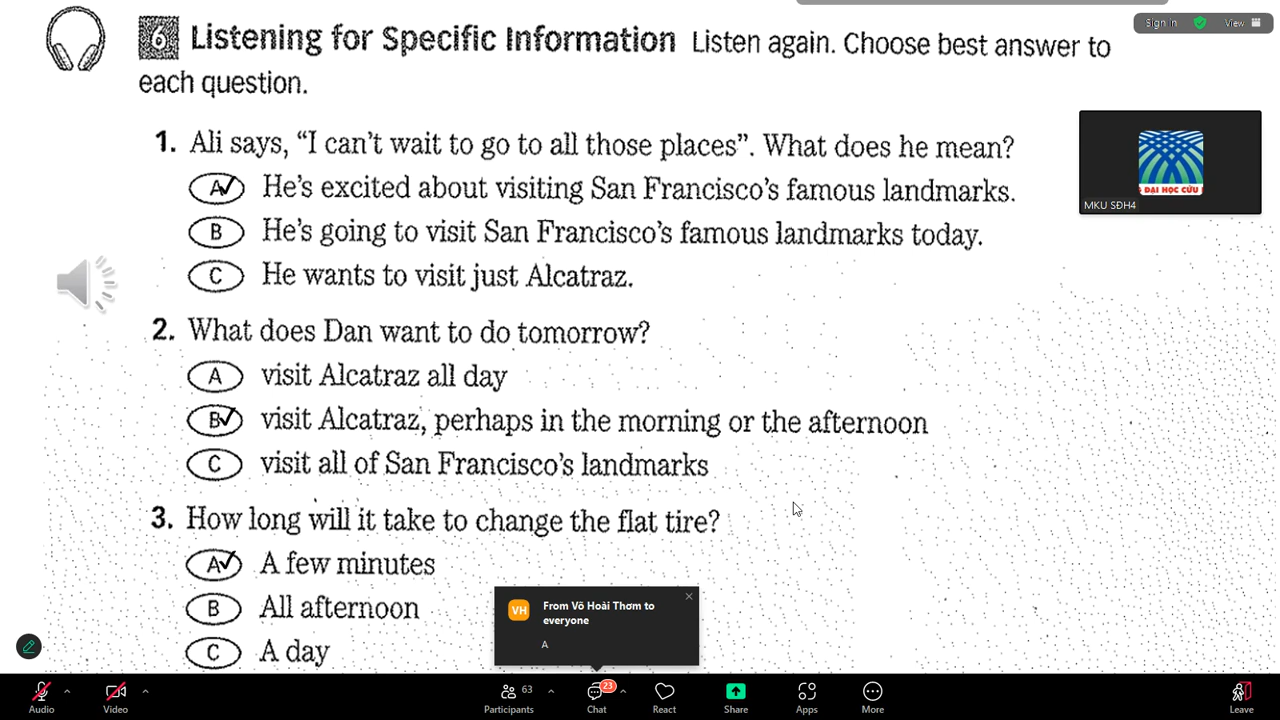 Sign in
View
6 Listening for Specific Information Listen again. Choose best answer to
each question.
1. Ali says, “I can’t wait to go to all those places”. What does he mean?
A He’s excited about visiting San Francisco’s famous landmarks.
B He’s going to visit San Francisco’s famous landmarks today.
C He wants to visit just Alcatraz.
ĐẠI HỌC CỬU
MKU SĐH4
2. What does Dan want to do tomorrow?
A visit Alcatraz all day
B visit Alcatraz, perhaps in the morning or the afternoon
C visit all of San Francisco’s landmarks
3. How long will it take to change the flat tire?
A A few minutes
B All afternoon
C A day
VH From Võ Hoài Thơm to
everyone
A
Audio
Video
63
Participants
23
Chat
React
Share
Apps
More
Leave